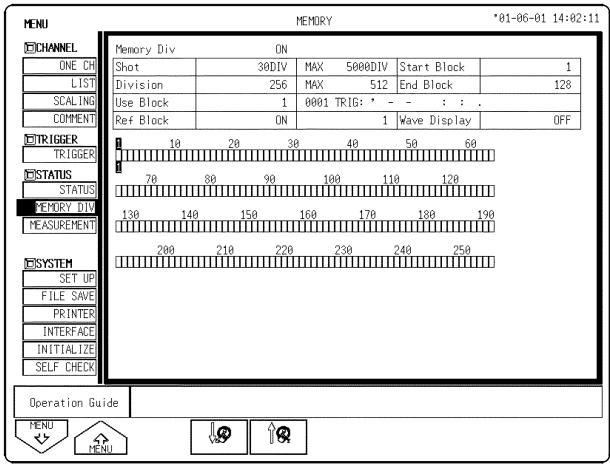 MENU MEMORY '01-06-01 14:02:11
CHANNEL
ONE CH
LIST
SCALING
COMMENT
TRIGGER
TRIGGER
STATUS
STATUS
MEMORY DIV
MEASUREMENT
SYSTEM
SET UP
FILE SAVE
PRINTER
INTERFACE
INITIALIZE
SELF CHECK
Memory Div ON
Shot 30DIV MAX 5000DIV Start Block 1
Division 256 MAX 512 End Block 128
Use Block 1 0001 TRIG: ' - - : : .
Ref Block ON 1 Wave Display OFF
1 10 20 30 40 50 60
1 70 80 90 100 110 120
130 140 150 160 170 180 190
200 210 220 230 240 250
Operation Guide
MENU MENU